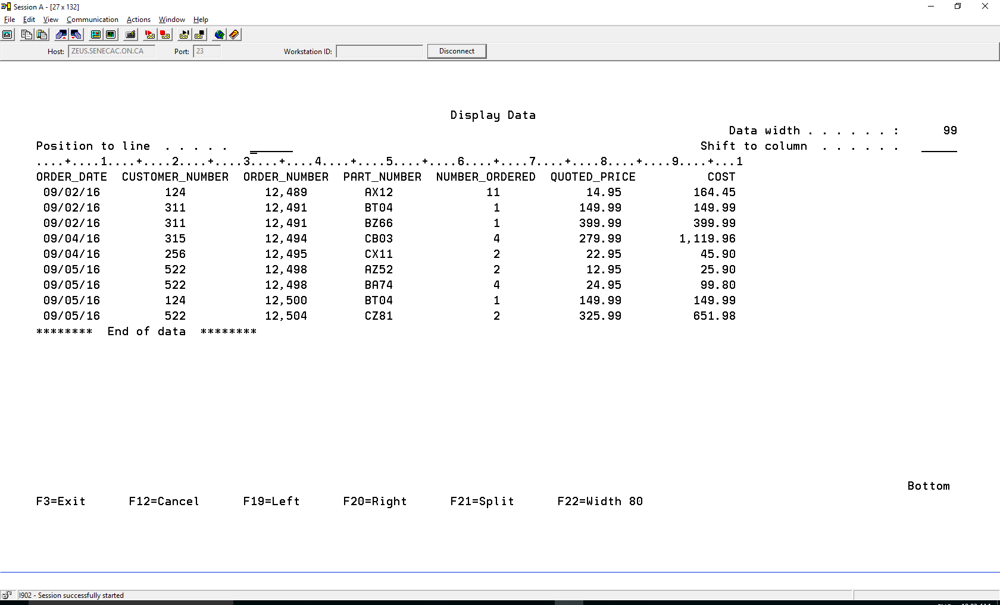 Session A - [27 x 132]
File Edit View Communication Actions Window Help
Host: ZEUS.SENECAC.ON.CA Port: 23 Workstation ID: Disconnect
Display Data
Data width . . . . . . . : 99
Position to line . . . . . Shift to column . . . . . .
....+....1....+....2....+....3....+....4....+....5....+....6....+....7....+....8....+....9....+...1
ORDER_DATE CUSTOMER_NUMBER ORDER_NUMBER PART_NUMBER NUMBER_ORDERED QUOTED_PRICE COST
09/02/16 124 12,489 AX12 11 14.95 164.45
09/02/16 311 12,491 BT04 1 149.99 149.99
09/02/16 311 12,491 BZ66 1 399.99 399.99
09/04/16 315 12,494 CB03 4 279.99 1,119.96
09/04/16 256 12,495 CX11 2 22.95 45.90
09/05/16 522 12,498 AZ52 2 12.95 25.90
09/05/16 522 12,498 BA74 4 24.95 99.80
09/05/16 124 12,500 BT04 1 149.99 149.99
09/05/16 522 12,504 CZ81 2 325.99 651.98
******** End of data ********
Bottom
F3=Exit F12=Cancel F19=Left F20=Right F21=Split F22=Width 80
I902 - Session successfully started